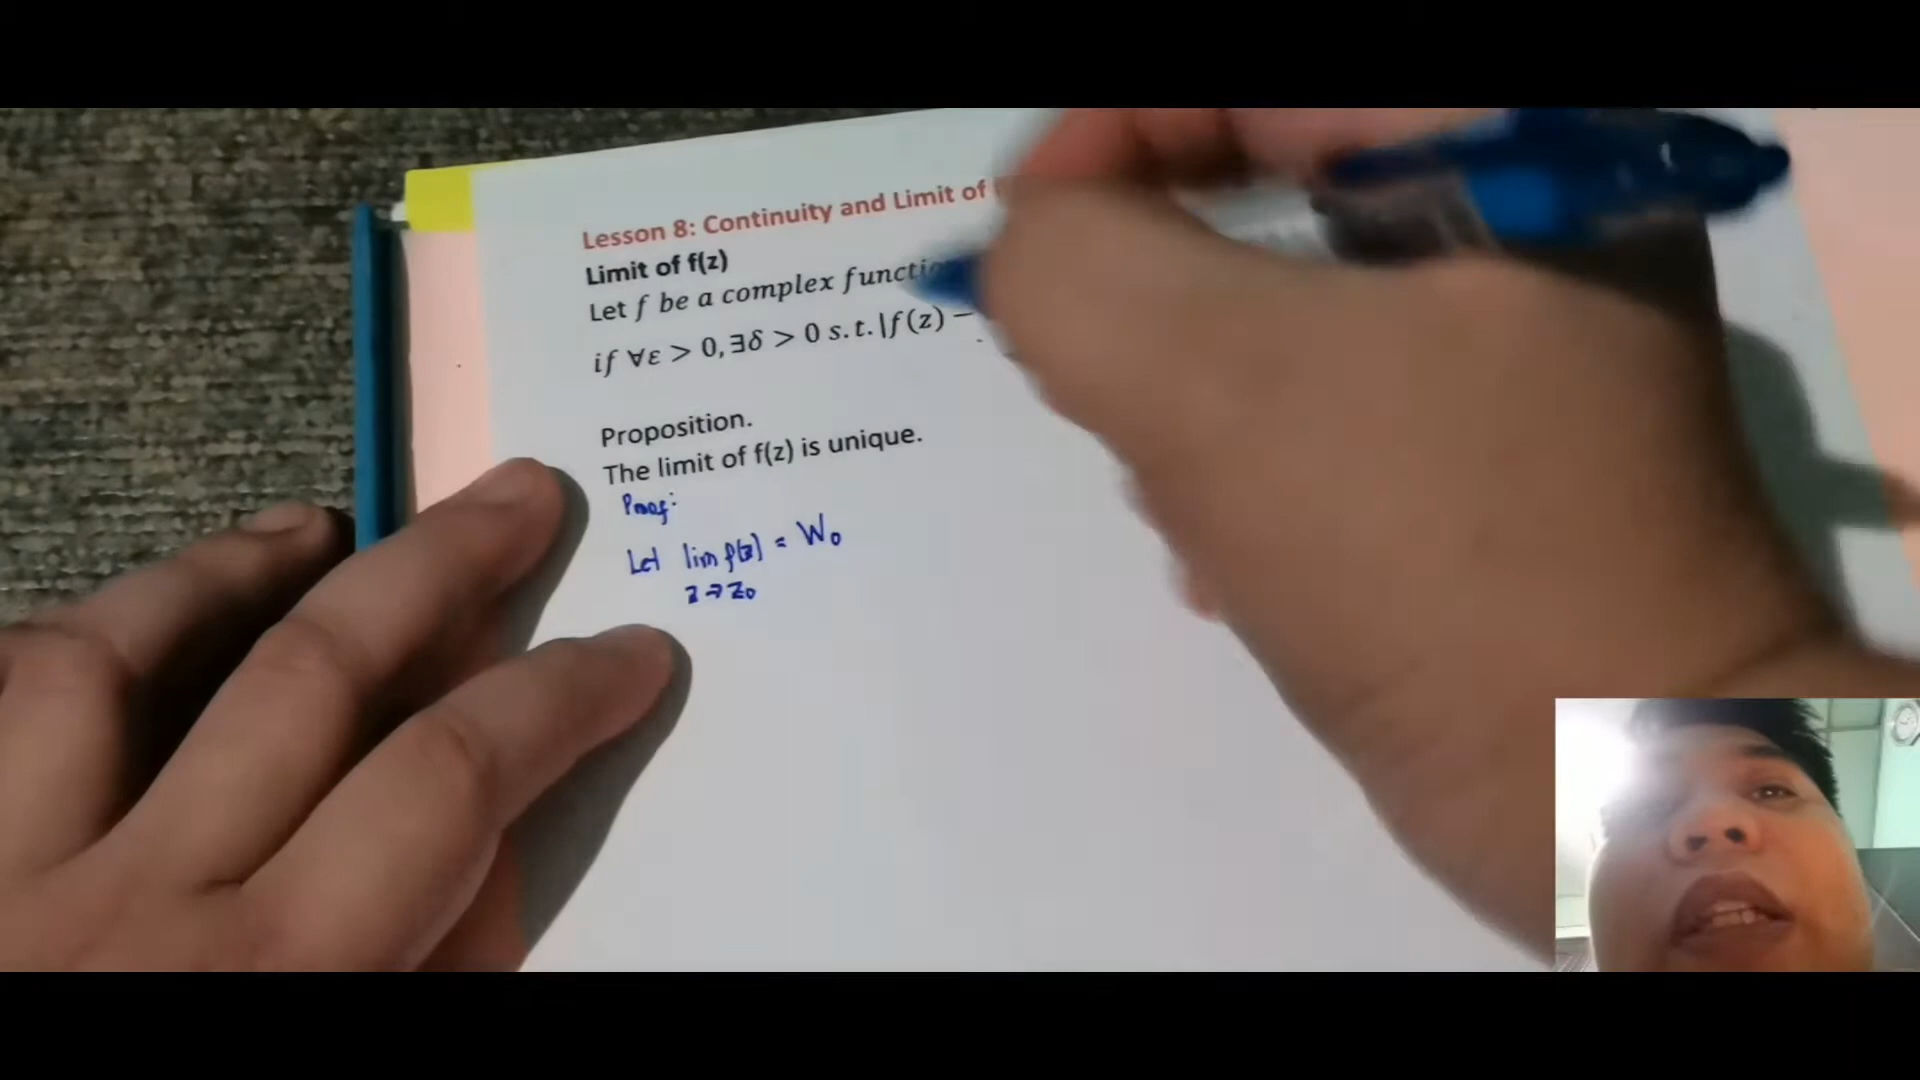 Lesson 8: Continuity and Limit of
Limit of f(z)
Let f be a complex
if ∀ε > 0, ∃δ > 0 s.t. |f(z) −
Proposition.
The limit of f(z) is unique.
Proof:
Let lim f(z) = W₀
z→z₀